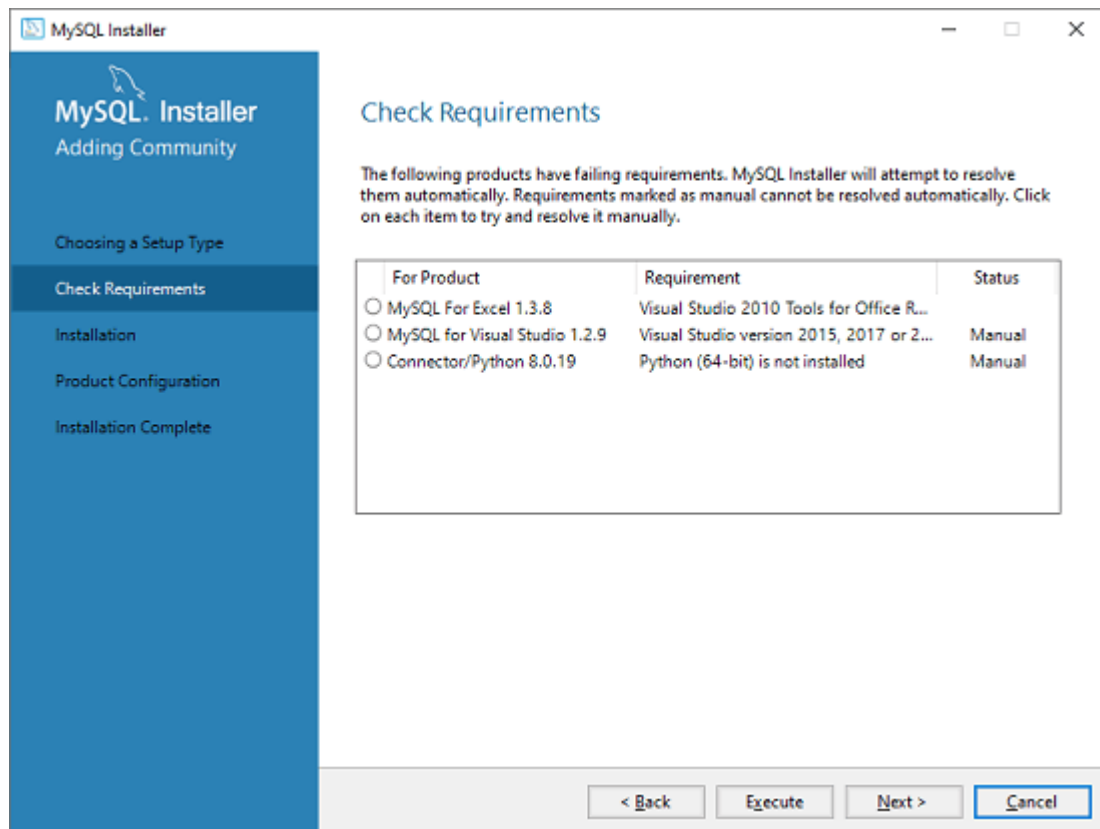 MySQL Installer
MySQL. Installer
Adding Community
Choosing a Setup Type
Check Requirements
Installation
Product Configuration
Installation Complete
Check Requirements
The following products have failing requirements. MySQL Installer will attempt to resolve
them automatically. Requirements marked as manual cannot be resolved automatically. Click
on each item to try and resolve it manually.
For Product Requirement Status
MySQL For Excel 1.3.8 Visual Studio 2010 Tools for Office R...
MySQL for Visual Studio 1.2.9 Visual Studio version 2015, 2017 or 2... Manual
Connector/Python 8.0.19 Python (64-bit) is not installed Manual
< Back Execute Next > Cancel